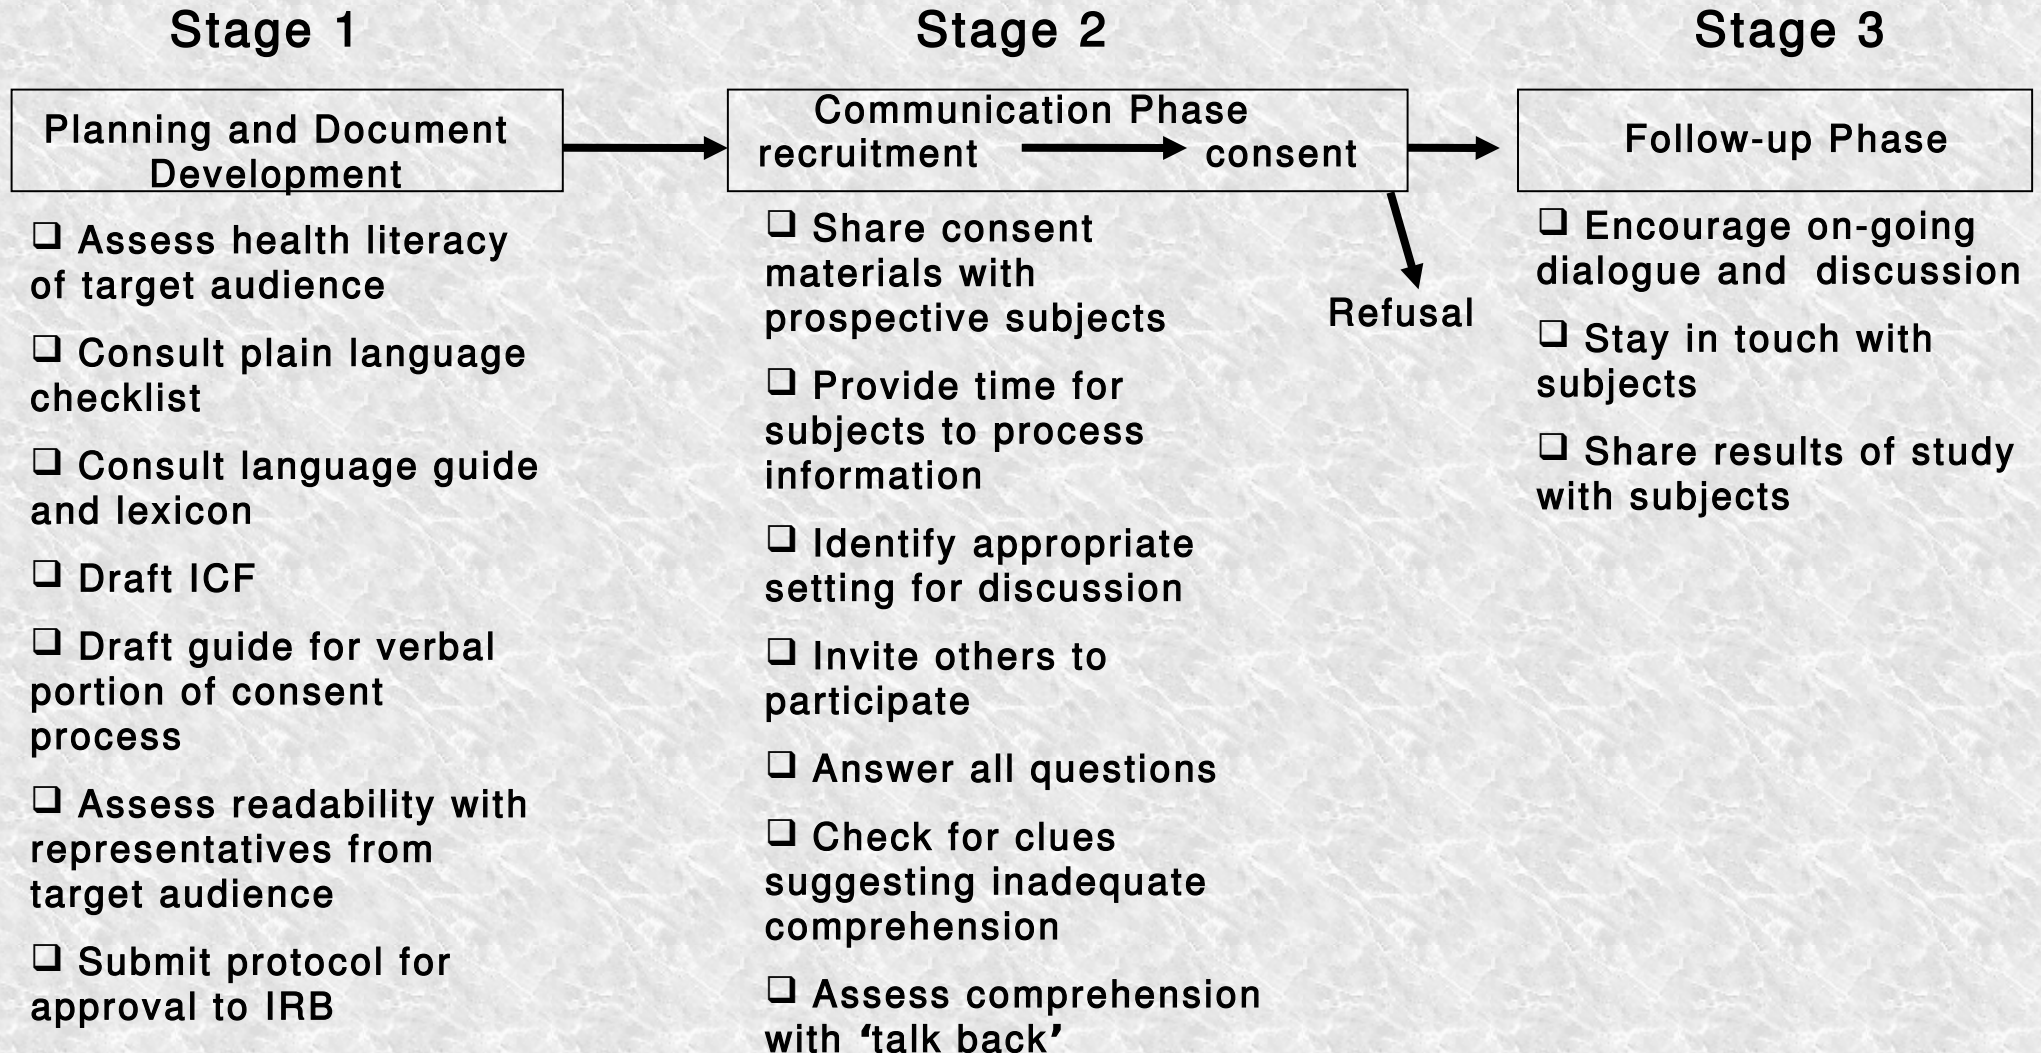 Stage 1
Planning and Document
Development
❑ Assess health literacy
of target audience
❑ Consult plain language
checklist
❑ Consult language guide
and lexicon
❑ Draft ICF
❑ Draft guide for verbal
portion of consent
process
❑ Assess readability with
representatives from
target audience
❑ Submit protocol for
approval to IRB
Stage 2
Communication Phase
recruitment consent
Refusal
❑ Share consent
materials with
prospective subjects
❑ Provide time for
subjects to process
information
❑ Identify appropriate
setting for discussion
❑ Invite others to
participate
❑ Answer all questions
❑ Check for clues
suggesting inadequate
comprehension
❑ Assess comprehension
with ‘talk back’
Stage 3
Follow-up Phase
❑ Encourage on-going
dialogue and discussion
❑ Stay in touch with
subjects
❑ Share results of study
with subjects